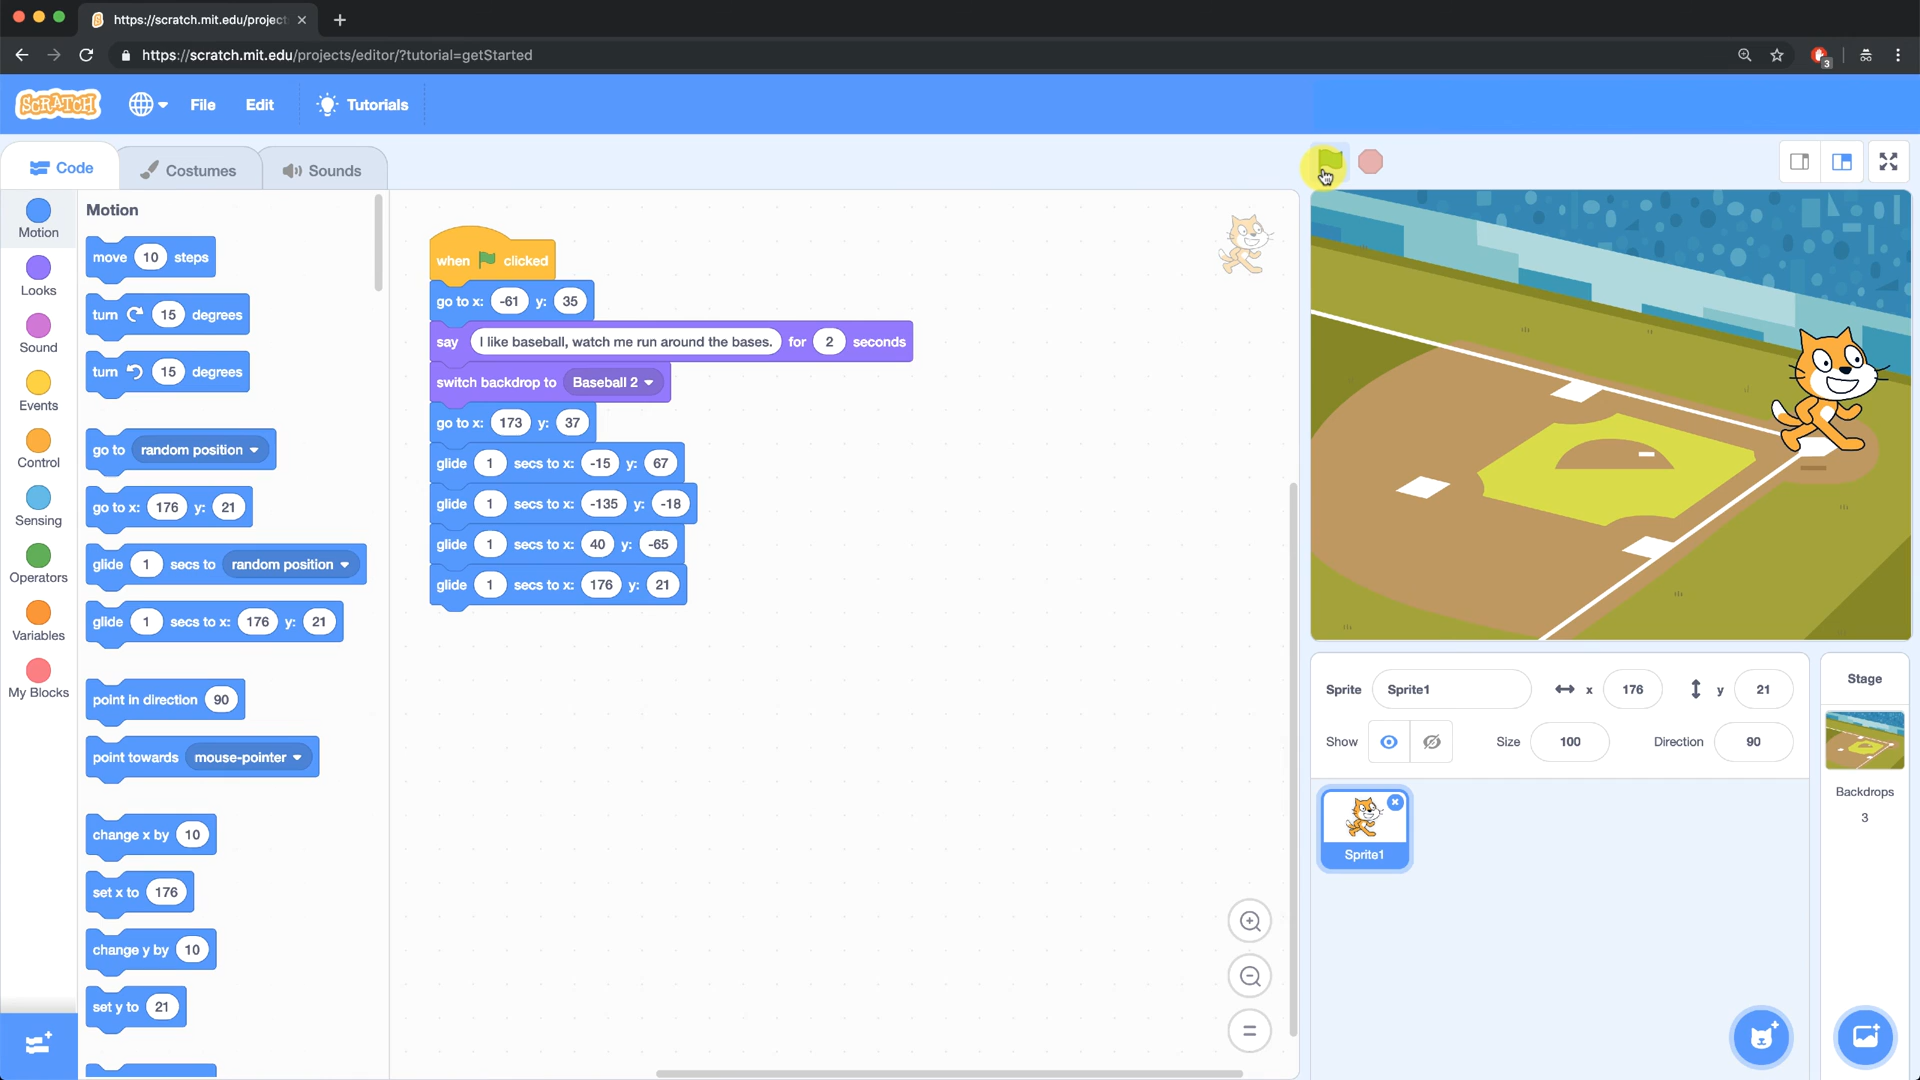 https://scratch.mit.edu/project
https://scratch.mit.edu/projects/editor/?tutorial=getStarted
3
SCRATCH
File
Edit
Tutorials
Code
Costumes
Sounds
Motion
Looks
Sound
Events
Control
Sensing
Operators
Variables
My Blocks
Motion
move 10 steps
turn 15 degrees
turn 15 degrees
go to random position
go to x: 176 y: 21
glide 1 secs to random position
glide 1 secs to x: 176 y: 21
point in direction 90
point towards mouse-pointer
change x by 10
set x to 176
change y by 10
set y to 21
when clicked
go to x: -61 y: 35
say I like baseball, watch me run around the bases. for 2 seconds
switch backdrop to Baseball 2
go to x: 173 y: 37
glide 1 secs to x: -15 y: 67
glide 1 secs to x: -135 y: -18
glide 1 secs to x: 40 y: -65
glide 1 secs to x: 176 y: 21
Sprite Sprite1 x 176 y 21
Show Size 100 Direction 90
Sprite1
Stage
Backdrops
3